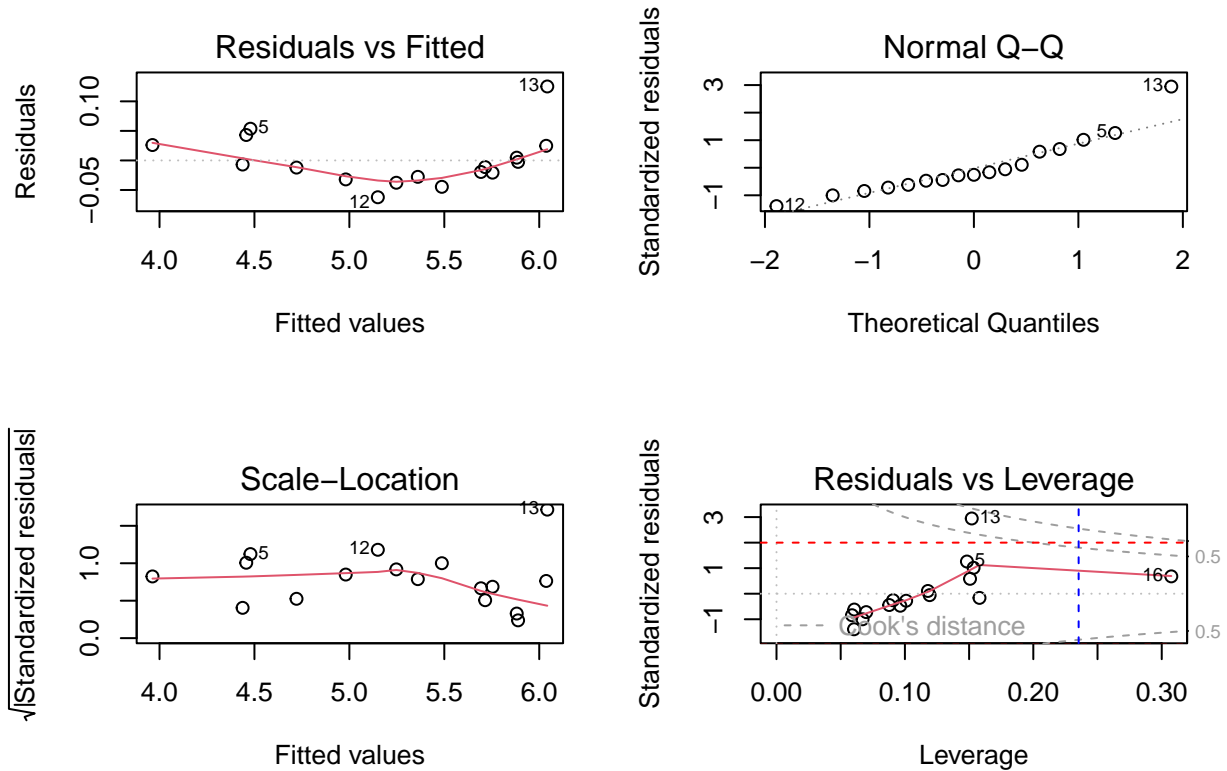 Residuals vs Fitted
Residuals
0.10
−0.05
13
5
12
4.0 4.5 5.0 5.5 6.0
Fitted values
Normal Q−Q
Standardized residuals
3
1
−1
13
5
12
−2 −1 0 1 2
Theoretical Quantiles
Scale−Location
√|Standardized residuals|
1.0
0.0
13
12
5
4.0 4.5 5.0 5.5 6.0
Fitted values
Residuals vs Leverage
Standardized residuals
3
1
−1
13
5
16
0.5
0.5
Cook's distance
0.00 0.10 0.20 0.30
Leverage